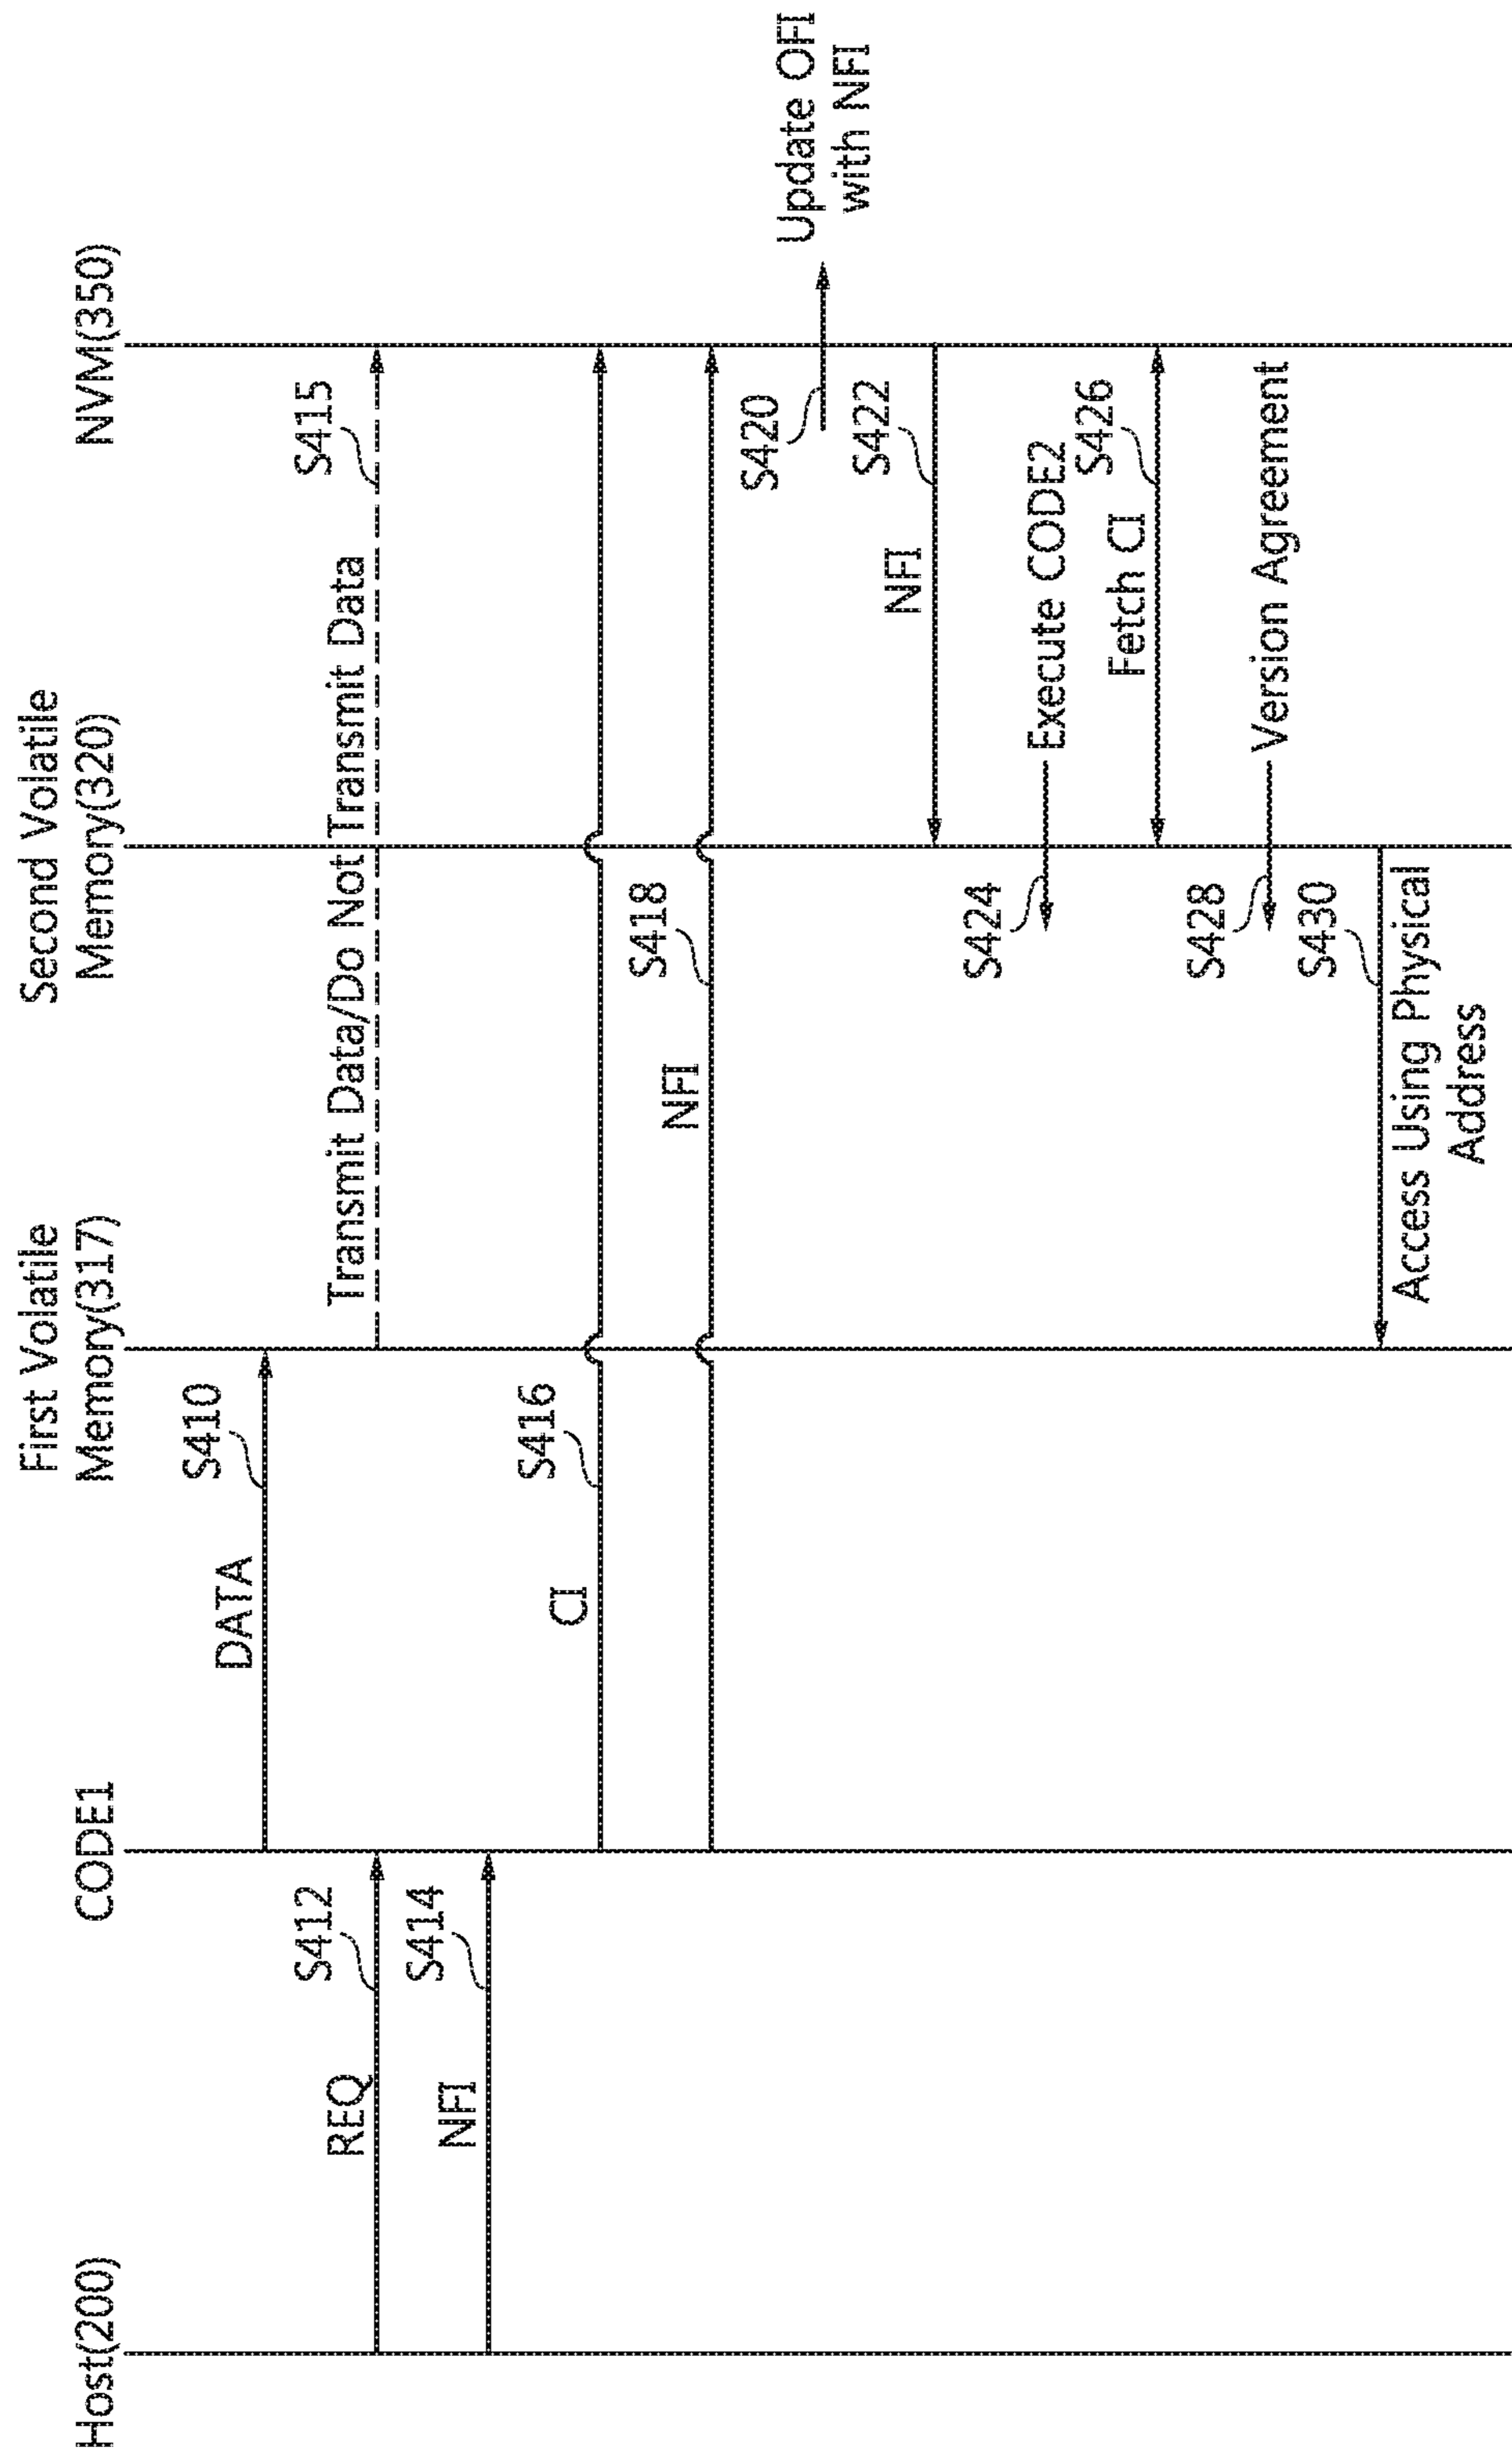 Host(200)
CODE1
First Volatile
Memory(317)
Second Volatile
Memory(320)
NVM(350)
DATA
S410
REQ
S412
Transmit Data/Do Not Transmit Data
S415
NFI
S414
CI
S416
NFI
S418
S420
Update OFI
with NFI
NFI
S422
S424
Execute CODE2
Fetch CI
S426
S428
Version Agreement
S430
Access Using Physical
Address